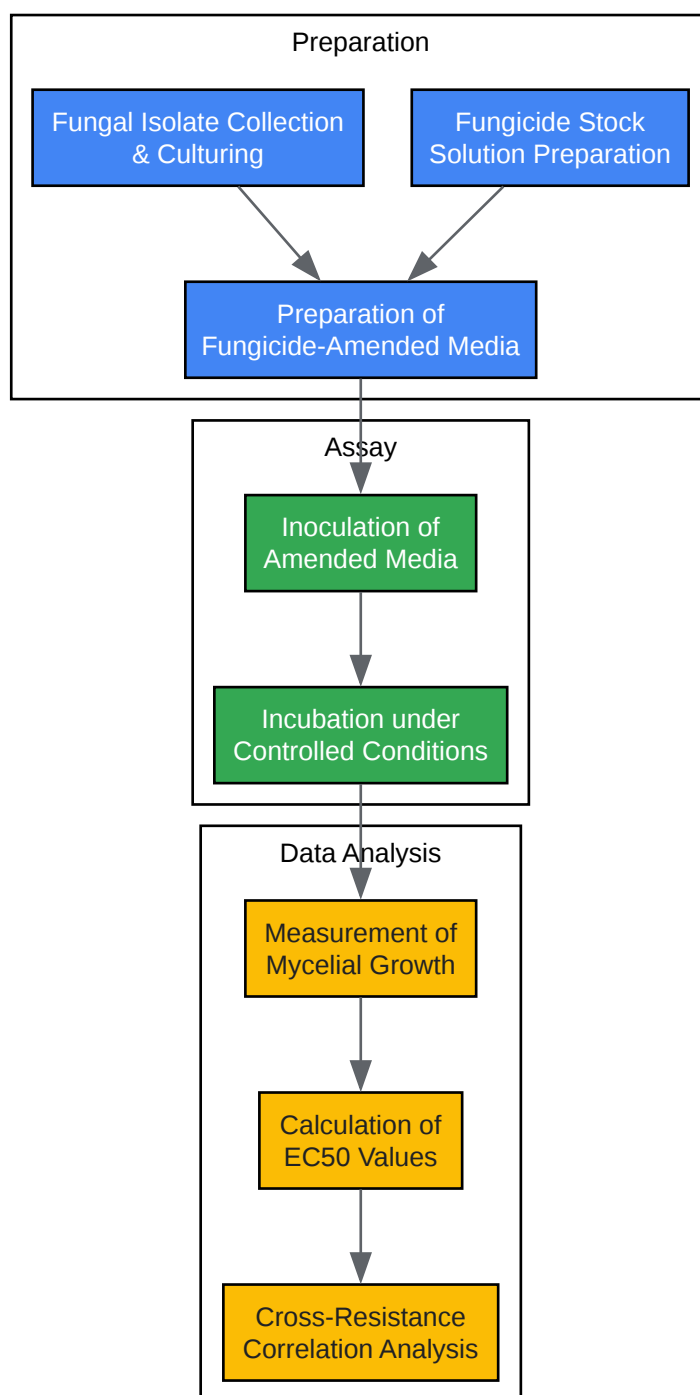 Preparation
Fungal Isolate Collection
& Culturing
Fungicide Stock
Solution Preparation
Preparation of
Fungicide-Amended Media
Assay
Inoculation of
Amended Media
Incubation under
Controlled Conditions
Data Analysis
Measurement of
Mycelial Growth
Calculation of
EC50 Values
Cross-Resistance
Correlation Analysis